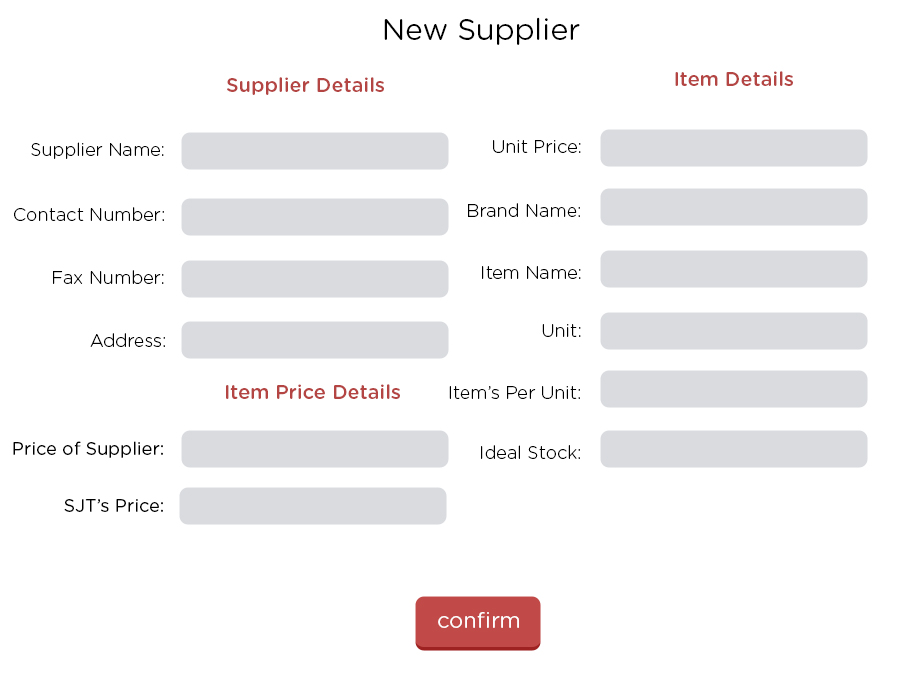 New Supplier
Supplier Details
Supplier Name:
Contact Number:
Fax Number:
Address:
Item Price Details
Price of Supplier:
SJT's Price:
Item Details
Unit Price:
Brand Name:
Item Name:
Unit:
Item's Per Unit:
Ideal Stock:
confirm